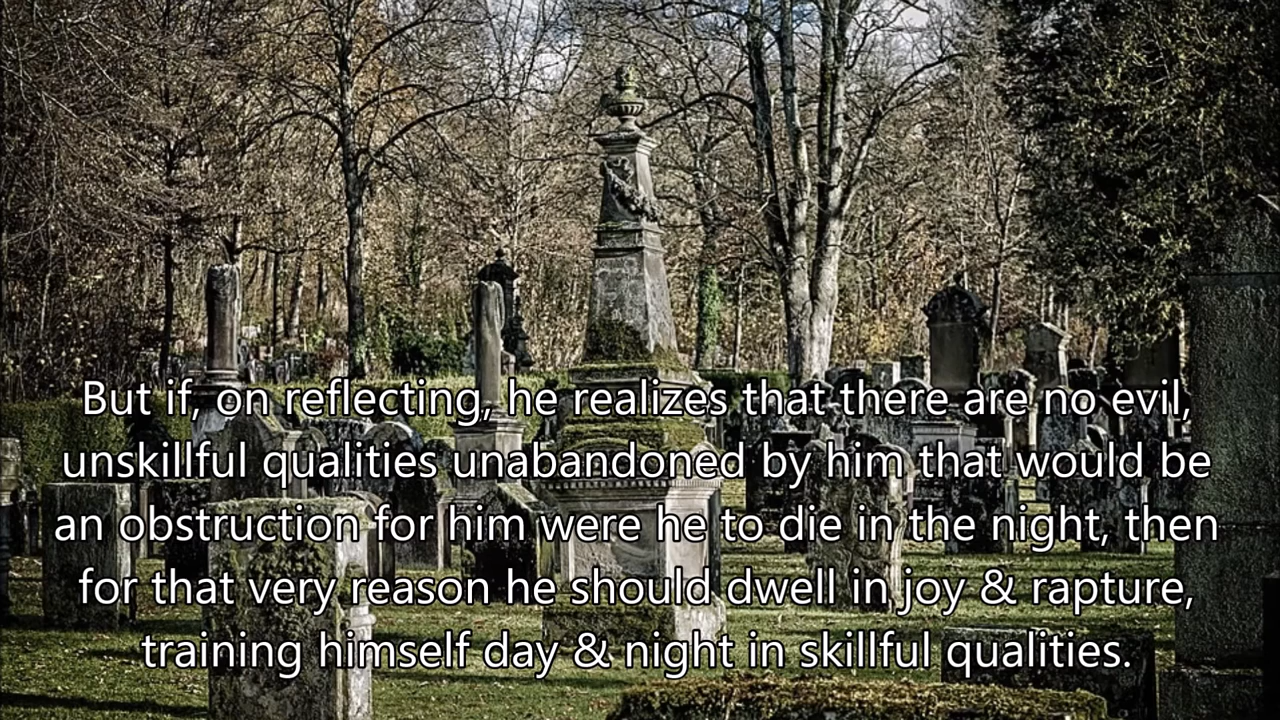 But if, on reflecting, he realizes that there are no evil,
unskillful qualities unabandoned by him that would be
an obstruction for him were he to die in the night, then
for that very reason he should dwell in joy & rapture,
training himself day & night in skillful qualities.